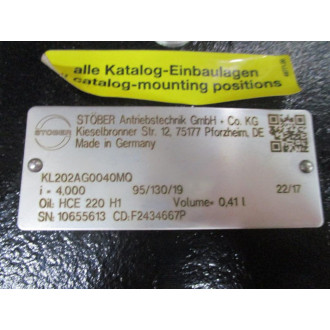 alle Katalog-Einbaulagen
catalog-mounting positions
STÖBER Antriebstechnik GmbH + Co. KG
Kieselbronner Str. 12, 75177 Pforzheim, DE
Made in Germany
STÖBER
KL202AG0040MQ
i = 4,000 95/130/19 22/17
Oil: HCE 220 H1 Volume= 0,41 l
SN: 10655613 CD:F2434667P